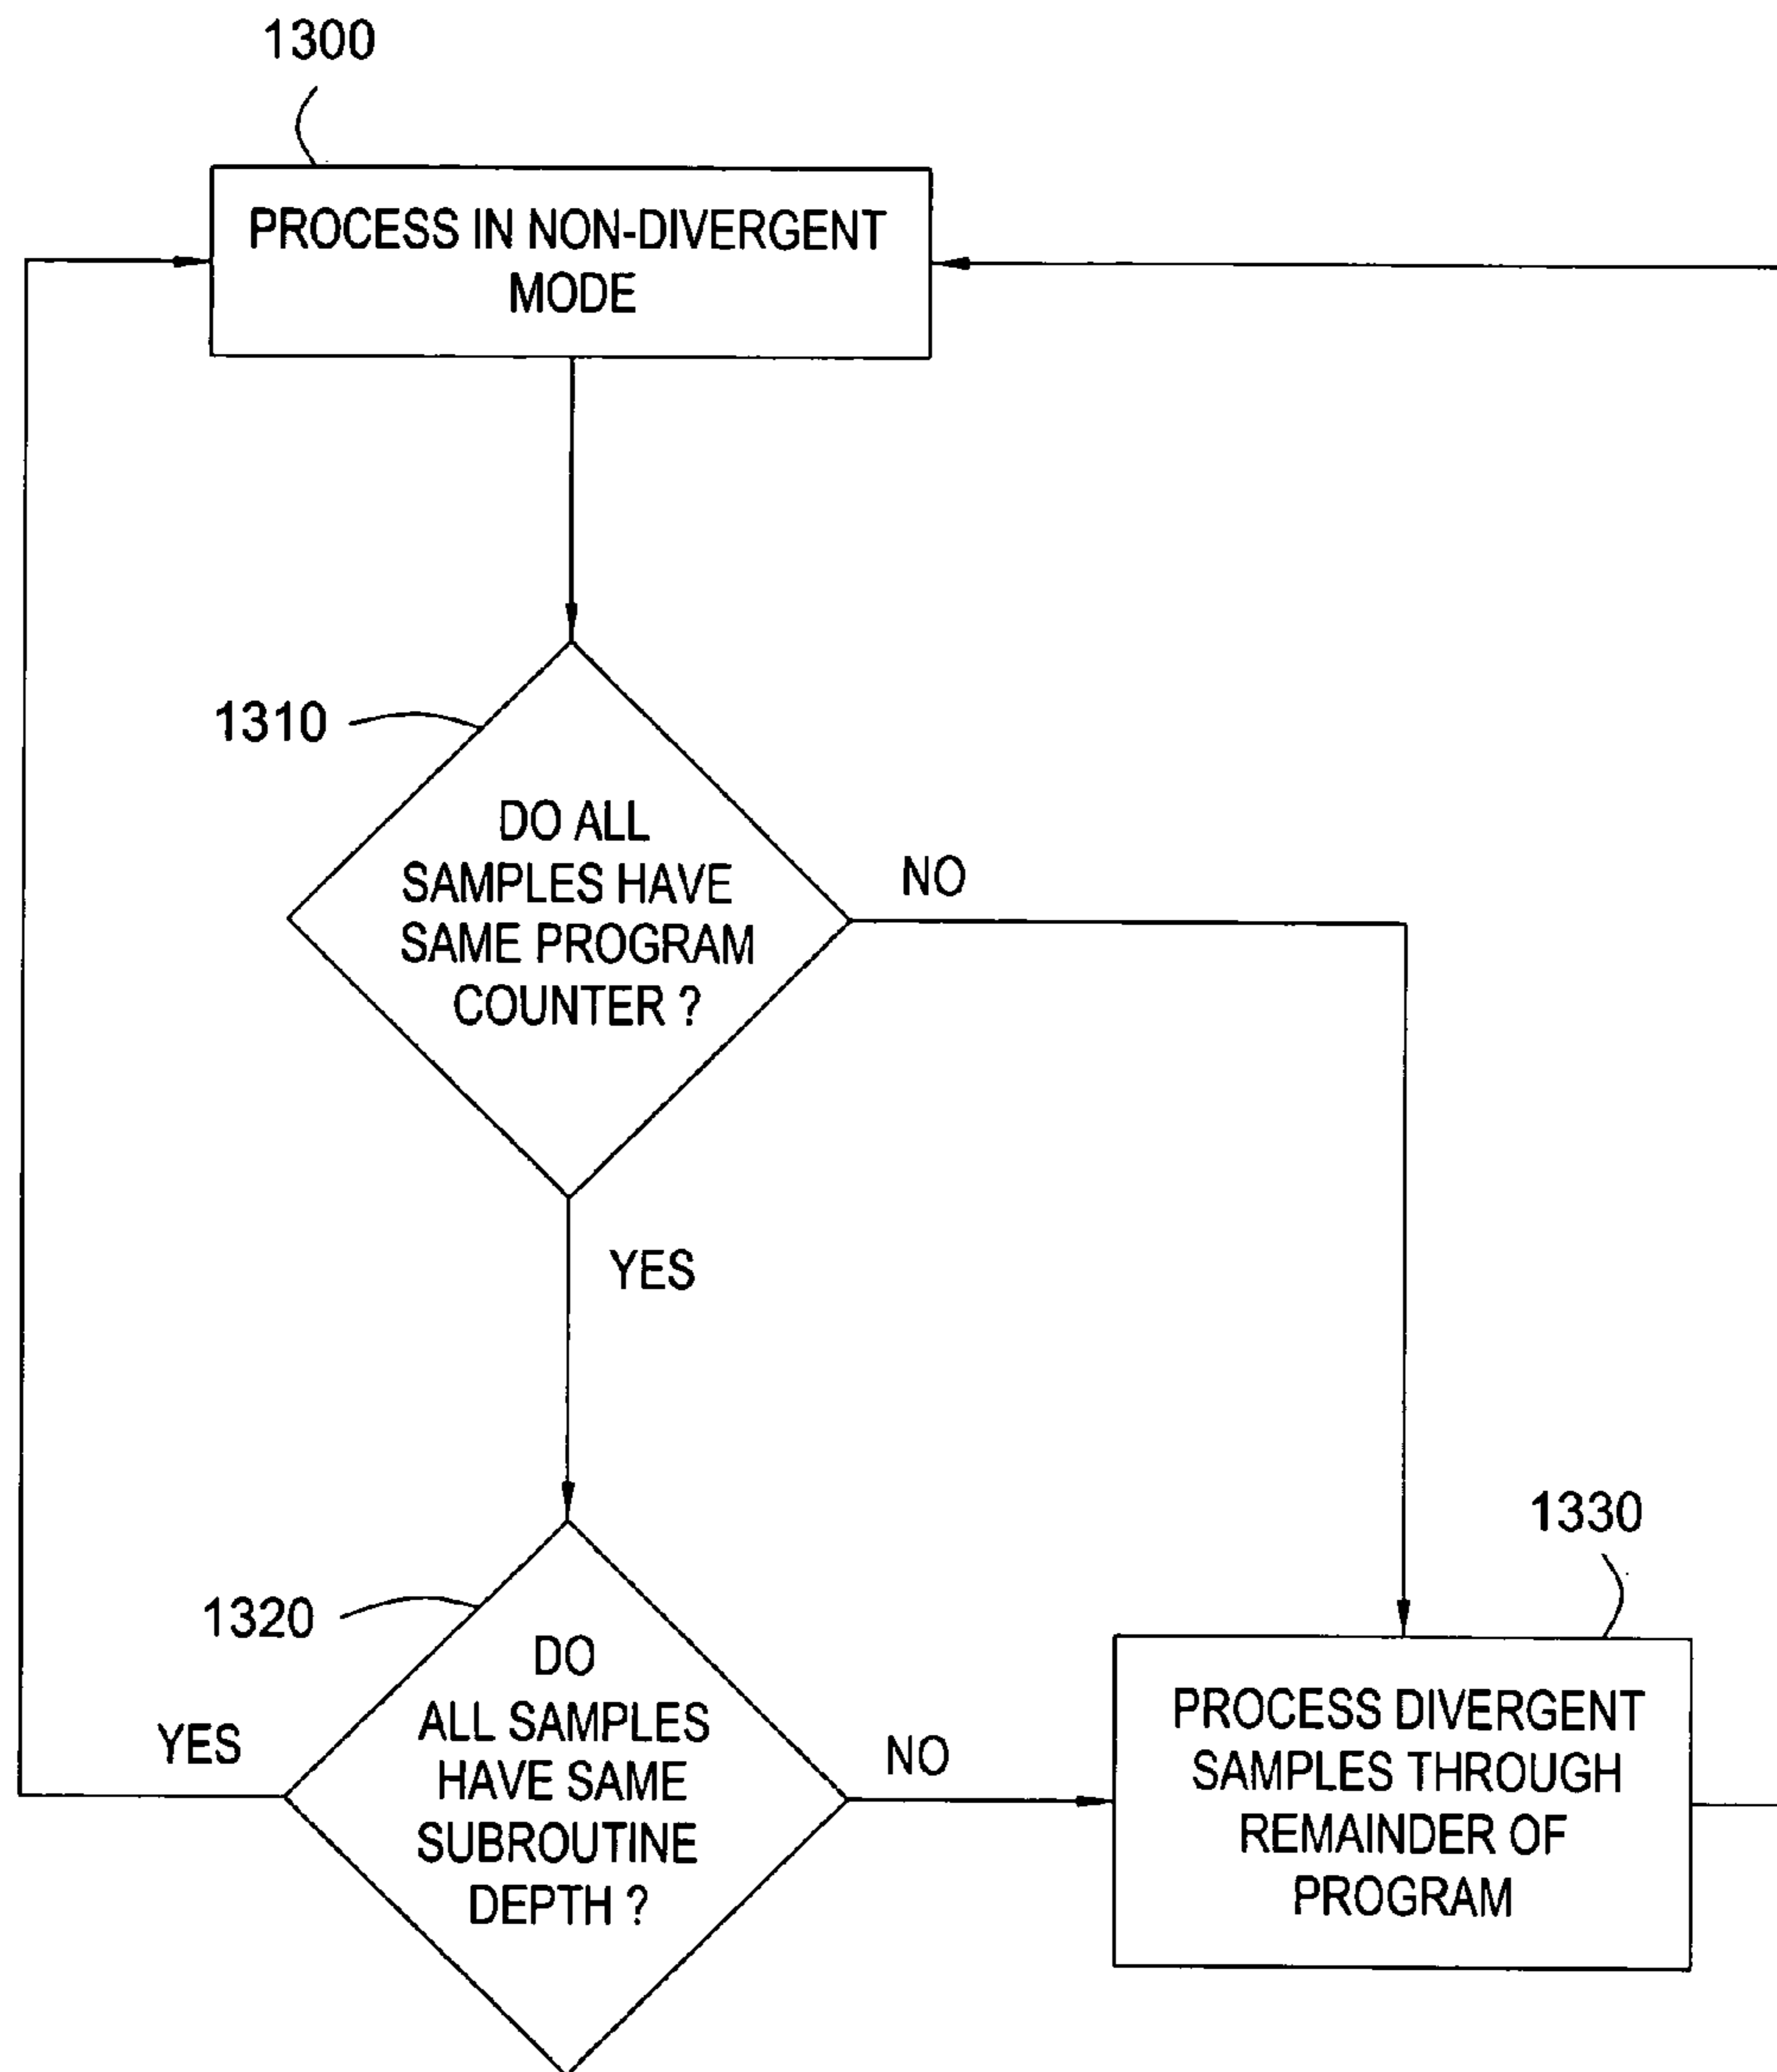 1300
PROCESS IN NON-DIVERGENT
MODE
1310
DO ALL
SAMPLES HAVE
SAME PROGRAM
COUNTER ?
NO
YES
1320
DO
ALL SAMPLES
HAVE SAME
SUBROUTINE
DEPTH ?
YES
NO
1330
PROCESS DIVERGENT
SAMPLES THROUGH
REMAINDER OF
PROGRAM